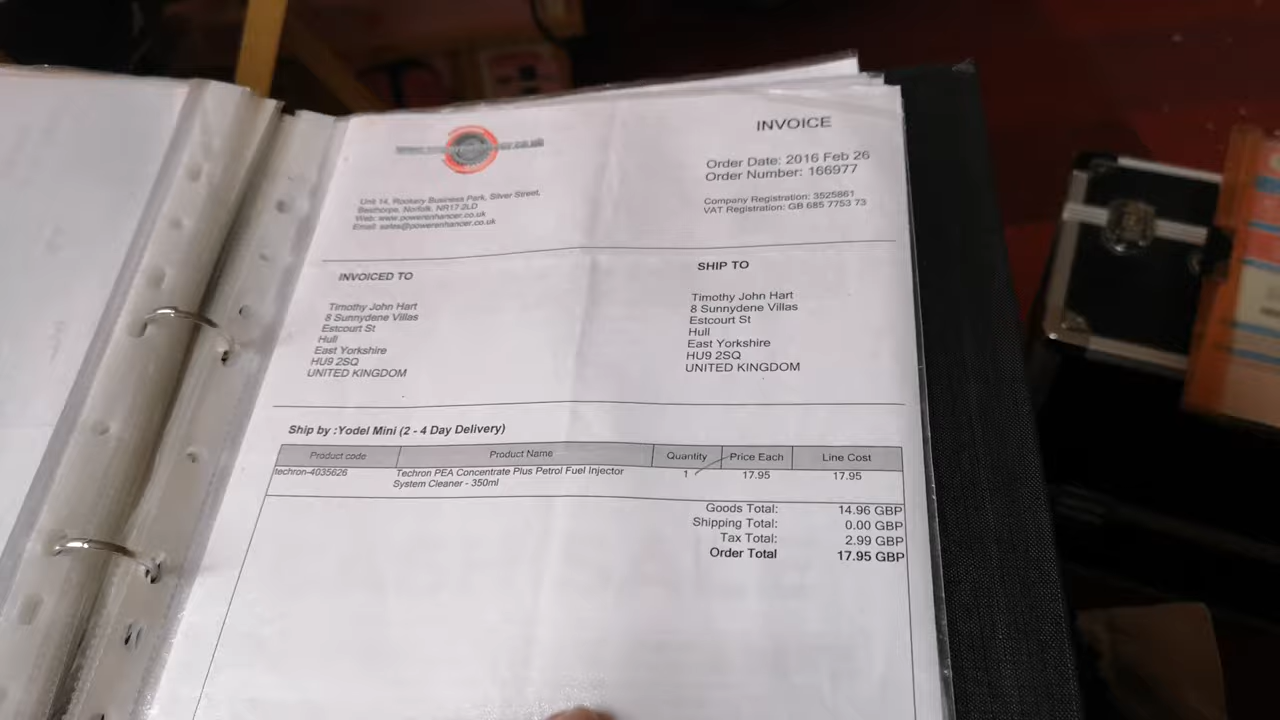 INVOICE
Order Date: 2016 Feb 26
Order Number: 166977
Company Registration: 3525861
VAT Registration: GB 685 7753 73
Unit 14, Rookery Business Park, Silver Street,
Besthorpe, Norfolk. NR17 2LD
Web: www.powerenhancer.co.uk
Email: sales@powerenhancer.co.uk
INVOICED TO
Timothy John Hart
8 Sunnydene Villas
Estcourt St
Hull
East Yorkshire
HU9 2SQ
UNITED KINGDOM
SHIP TO
Timothy John Hart
8 Sunnydene Villas
Estcourt St
Hull
East Yorkshire
HU9 2SQ
UNITED KINGDOM
Ship by :Yodel Mini (2 - 4 Day Delivery)
Product code Product Name Quantity Price Each Line Cost
techron-4035626 Techron PEA Concentrate Plus Petrol Fuel Injector 1 17.95 17.95
System Cleaner - 350ml
Goods Total: 14.96 GBP
Shipping Total: 0.00 GBP
Tax Total: 2.99 GBP
Order Total 17.95 GBP